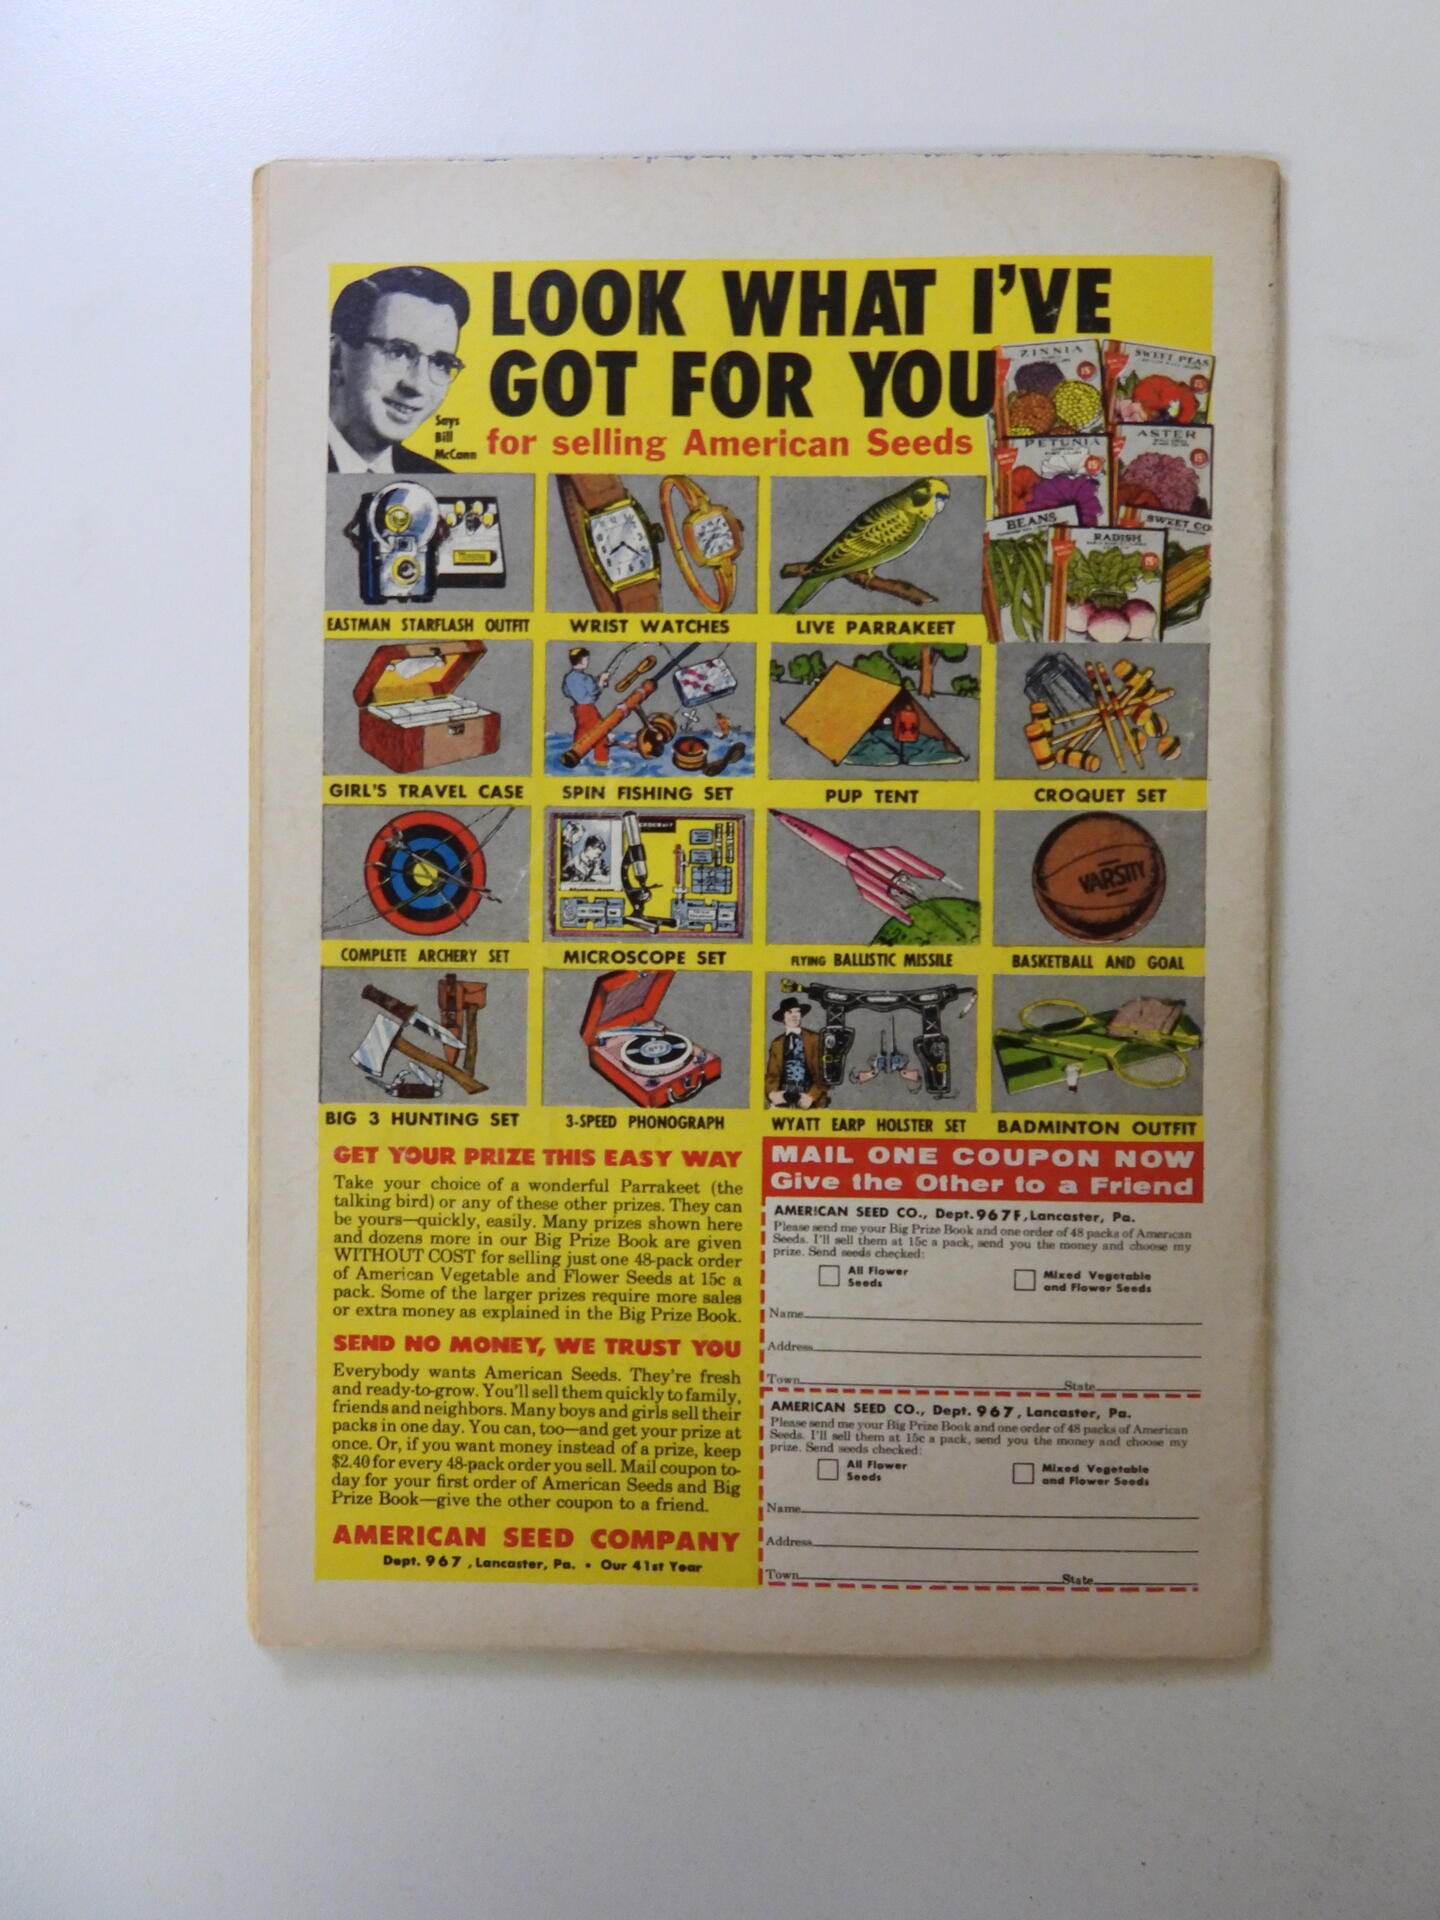 LOOK WHAT I'VE
GOT FOR YOU
for selling American Seeds
Says
Bill
McCann
ZINNIA
15¢
SWEET PEAS
15¢
PETUNIA
15¢
ASTER
15¢
BEANS
SWEET CO
RADISH
15¢
EASTMAN STARFLASH OUTFIT
WRIST WATCHES
LIVE PARRAKEET
GIRL'S TRAVEL CASE
SPIN FISHING SET
PUP TENT
CROQUET SET
VARSITY
COMPLETE ARCHERY SET
MICROSCOPE SET
FLYING BALLISTIC MISSILE
BASKETBALL AND GOAL
BIG 3 HUNTING SET
3-SPEED PHONOGRAPH
WYATT EARP HOLSTER SET
BADMINTON OUTFIT
GET YOUR PRIZE THIS EASY WAY
Take your choice of a wonderful Parrakeet (the
talking bird) or any of these other prizes. They can
be yours—quickly, easily. Many prizes shown here
and dozens more in our Big Prize Book are given
WITHOUT COST for selling just one 48-pack order
of American Vegetable and Flower Seeds at 15c a
pack. Some of the larger prizes require more sales
or extra money as explained in the Big Prize Book.
SEND NO MONEY, WE TRUST YOU
Everybody wants American Seeds. They're fresh
and ready-to-grow. You'll sell them quickly to family,
friends and neighbors. Many boys and girls sell their
packs in one day. You can, too—and get your prize at
once. Or, if you want money instead of a prize, keep
$2.40 for every 48-pack order you sell. Mail coupon to-
day for your first order of American Seeds and Big
Prize Book—give the other coupon to a friend.
AMERICAN SEED COMPANY
Dept. 967, Lancaster, Pa. • Our 41st Year
MAIL ONE COUPON NOW
Give the Other to a Friend
AMERICAN SEED CO., Dept. 967F, Lancaster, Pa.
Please send me your Big Prize Book and one order of 48 packs of American
Seeds. I'll sell them at 15c a pack, send you the money and choose my
prize. Send seeds checked:
All Flower
Seeds
Mixed Vegetable
and Flower Seeds
Name
Address
Town State
AMERICAN SEED CO., Dept. 967, Lancaster, Pa.
Please send me your Big Prize Book and one order of 48 packs of American
Seeds. I'll sell them at 15c a pack, send you the money and choose my
prize. Send seeds checked:
All Flower
Seeds
Mixed Vegetable
and Flower Seeds
Name
Address
Town State